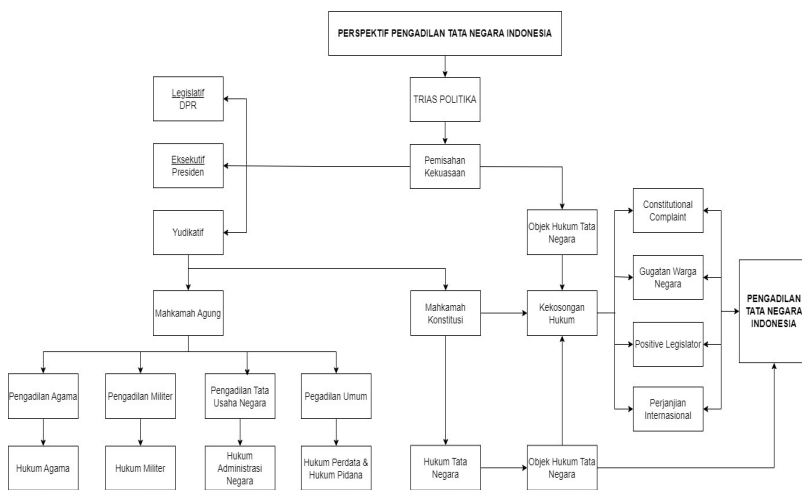 PERSPEKTIF PENGADILAN TATA NEGARA INDONESIA
TRIAS POLITIKA
Legislatif
DPR
Eksekutif
Presiden
Pemisahan
Kekuasaan
Yudikatif
Objek Hukum Tata
Negara
Constitutional
Complaint
Gugatan Warga
Negara
Positive Legislator
Perjanjian
Internasional
PENGADILAN
TATA NEGARA
INDONESIA
Mahkamah Agung
Mahkamah
Konstitusi
Kekosongan
Hukum
Pengadilan Agama
Pengadilan Militer
Pengadilan Tata
Usaha Negara
Pegadilan Umum
Hukum Agama
Hukum Militer
Hukum
Administrasi
Negara
Hukum Perdata &
Hukum Pidana
Hukum Tata
Negara
Objek Hukum Tata
Negara